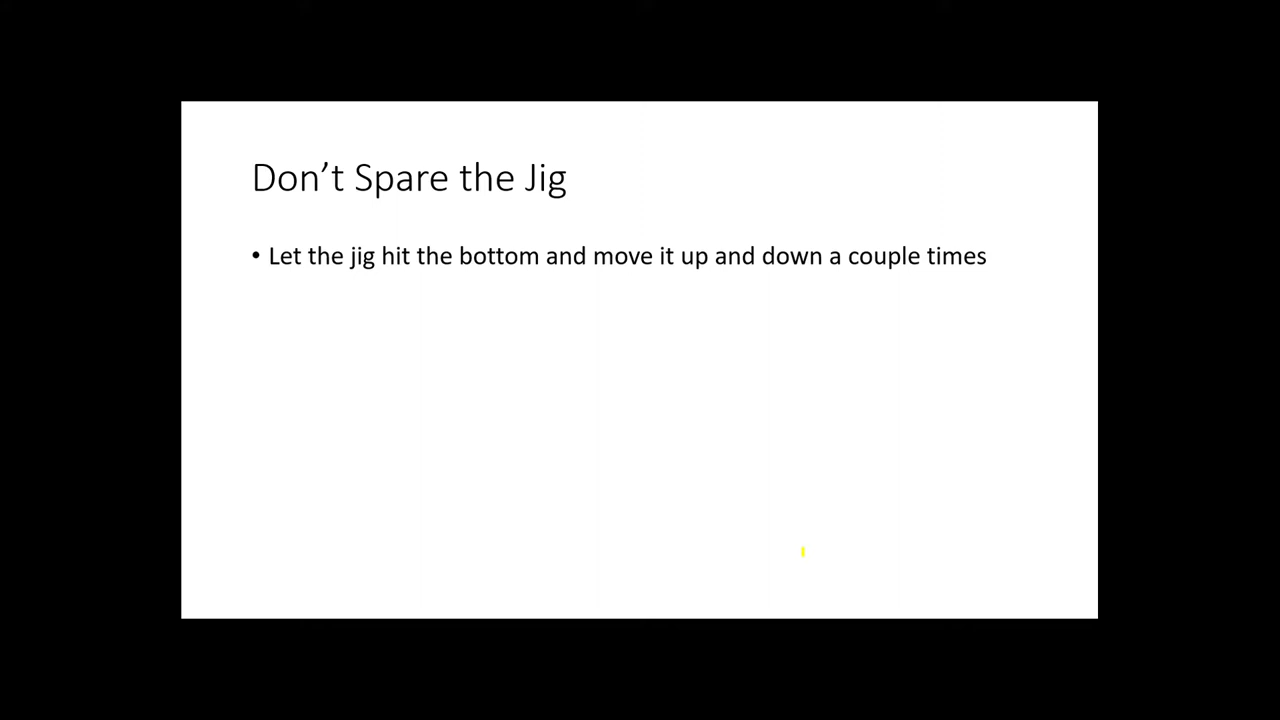 Don’t Spare the Jig
• Let the jig hit the bottom and move it up and down a couple times